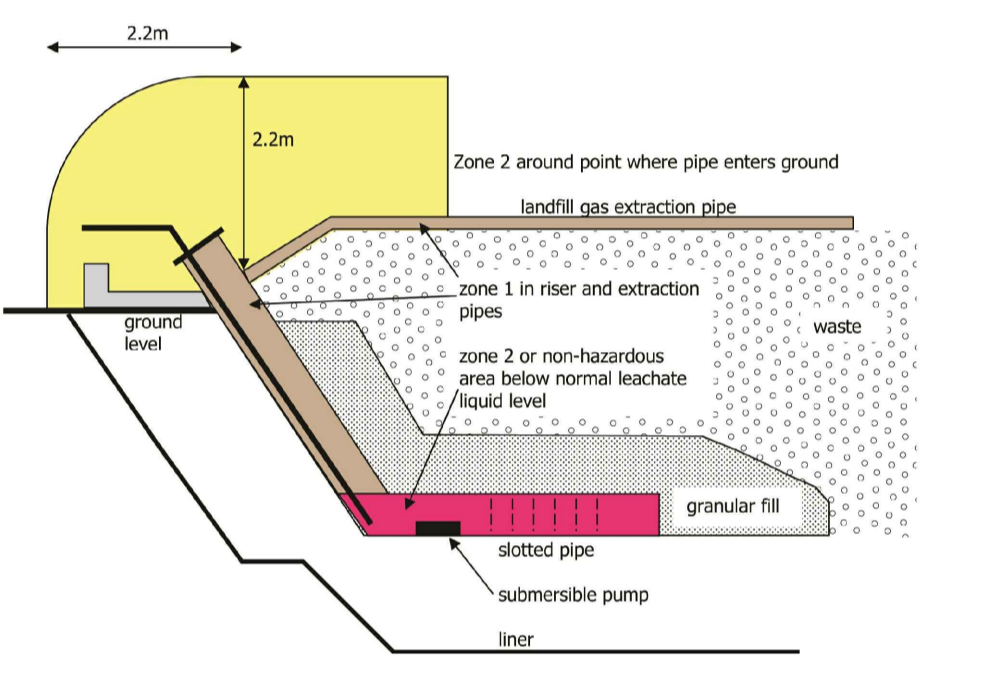 2.2m
2.2m
Zone 2 around point where pipe enters ground
landfill gas extraction pipe
zone 1 in riser and extraction
pipes
waste
ground
level
zone 2 or non-hazardous
area below normal leachate
liquid level
granular fill
slotted pipe
submersible pump
liner